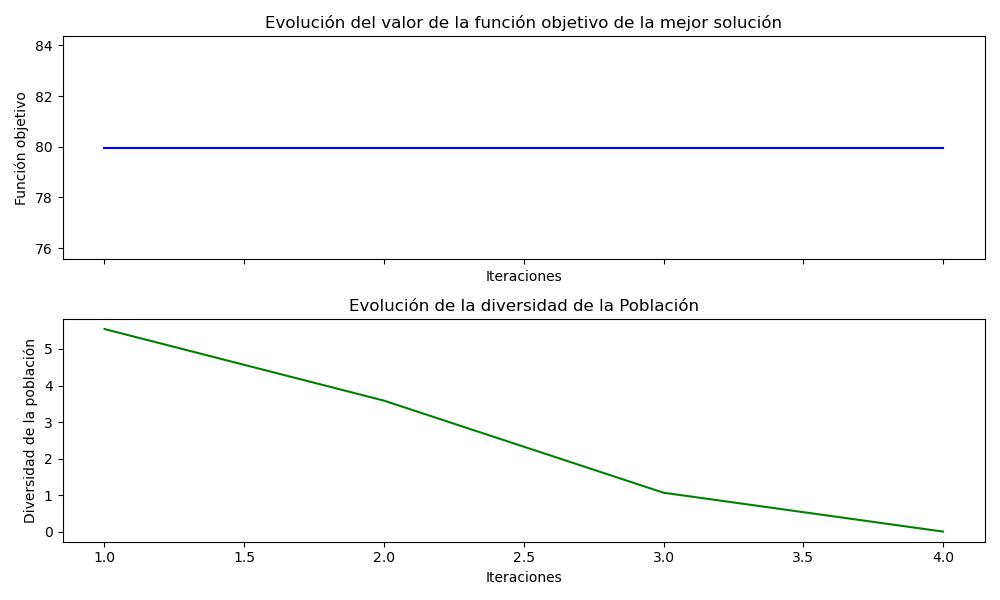 Evolución del valor de la función objetivo de la mejor solución
84
82
80
78
76
Función objetivo
Iteraciones
Evolución de la diversidad de la Población
5
4
3
2
1
0
Diversidad de la población
1.0 1.5 2.0 2.5 3.0 3.5 4.0
Iteraciones